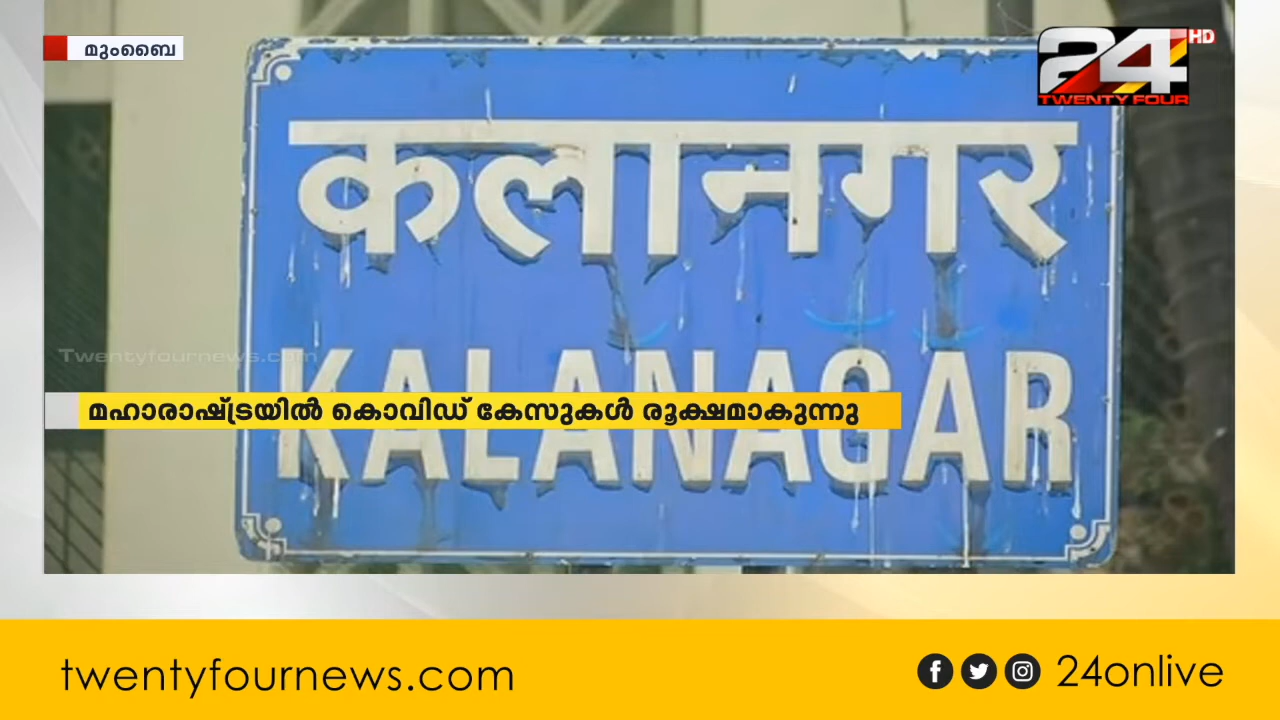 മുംബൈ
24 HD
TWENTY FOUR
कलानगर
Twentyfournews.com
KALANAGAR
മഹാരാഷ്ട്രയിൽ കൊവിഡ് കേസുകൾ രൂക്ഷമാകുന്നു
twentyfournews.com
24onlive